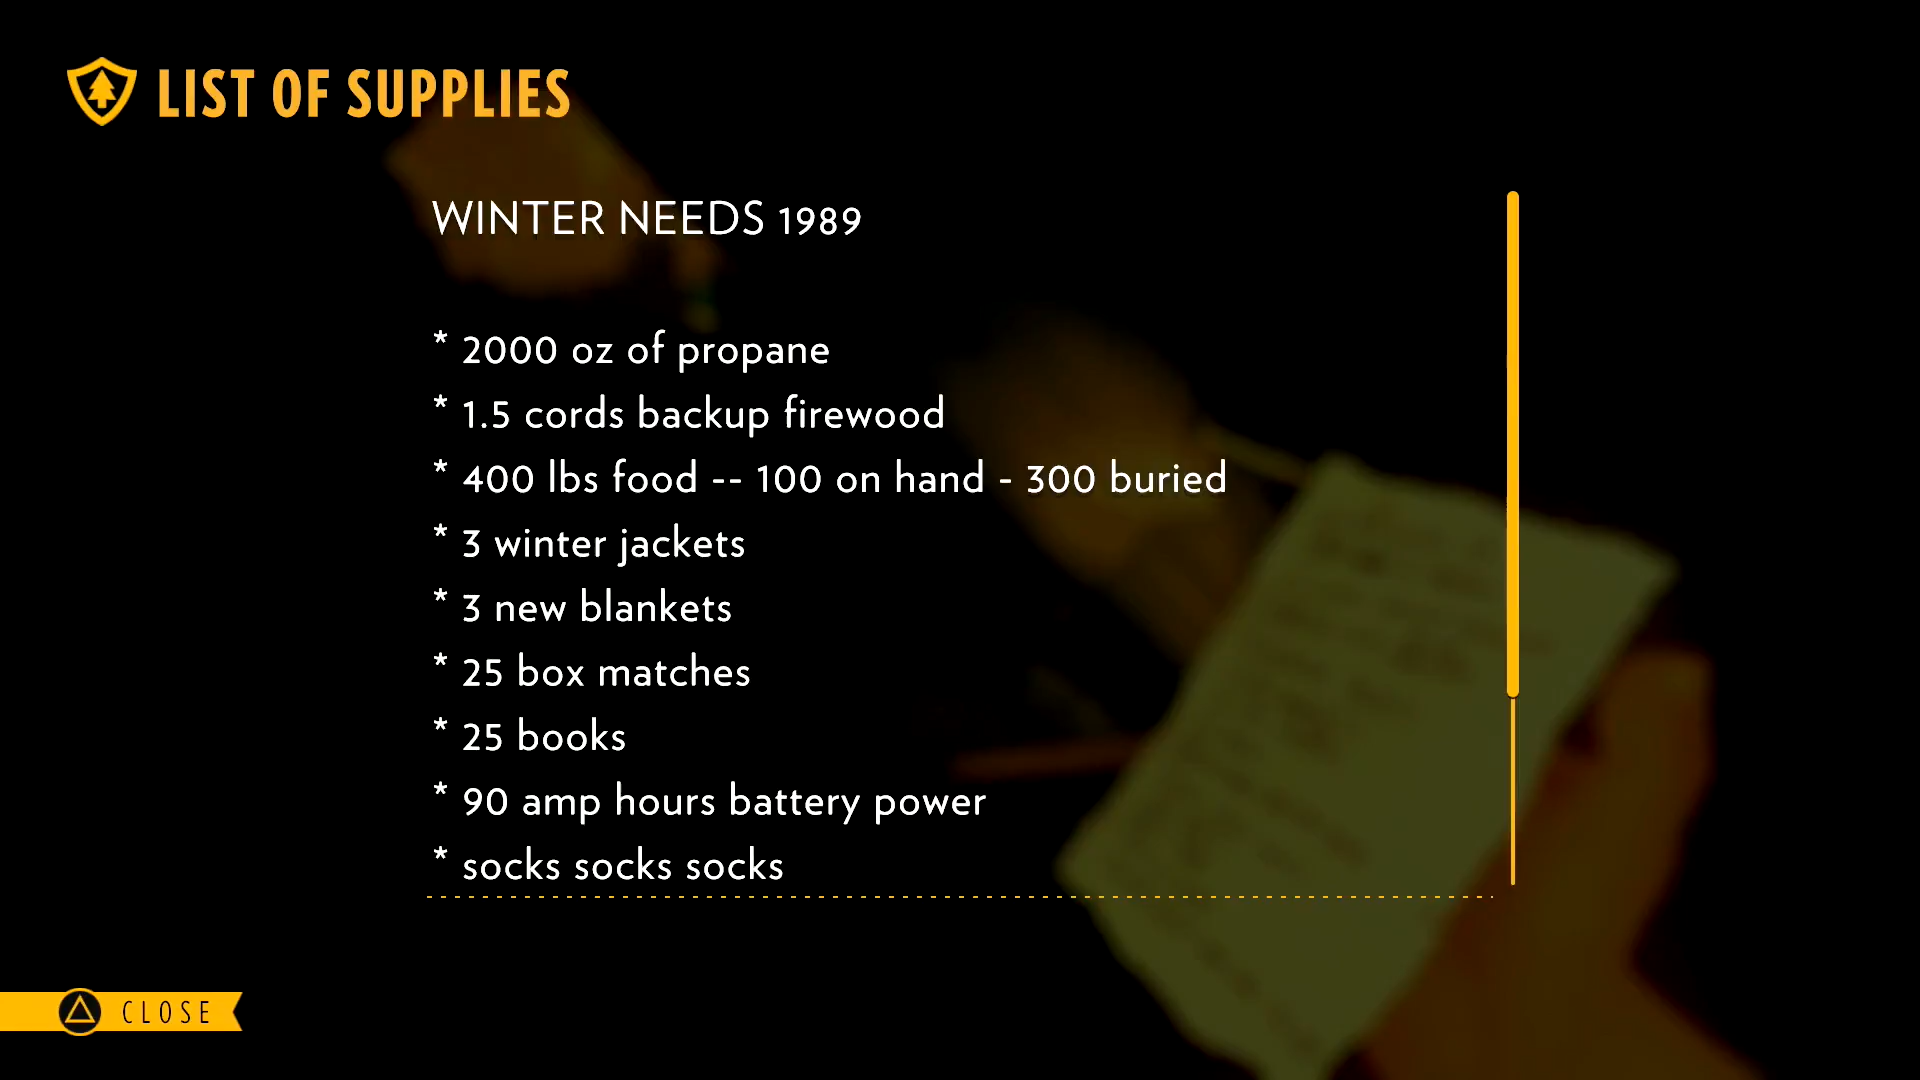 LIST OF SUPPLIES
WINTER NEEDS 1989
* 2000 oz of propane
* 1.5 cords backup firewood
* 400 lbs food -- 100 on hand - 300 buried
* 3 winter jackets
* 3 new blankets
* 25 box matches
* 25 books
* 90 amp hours battery power
* socks socks socks
CLOSE